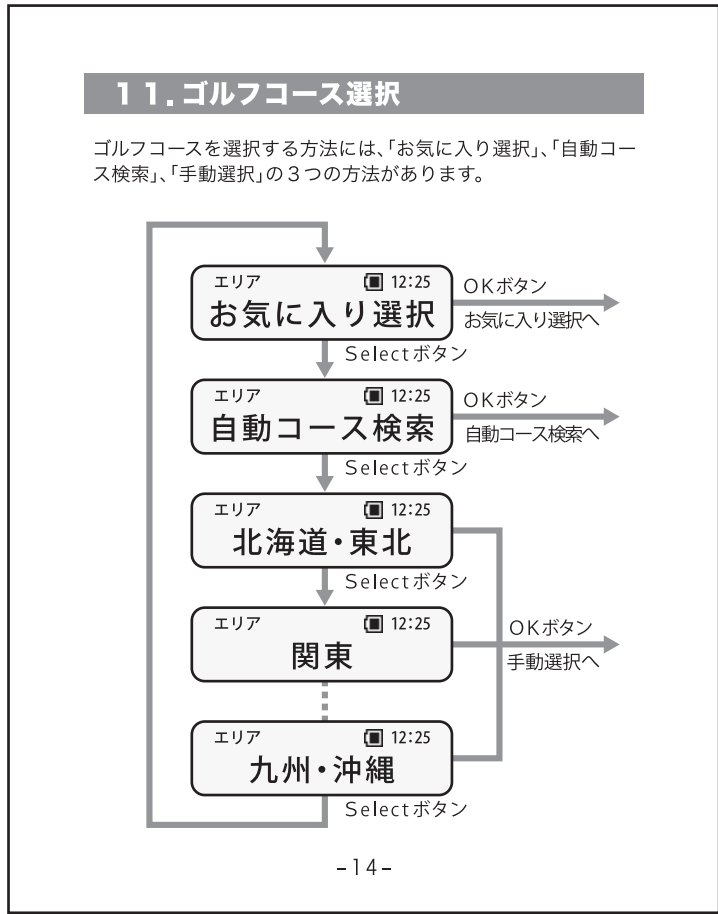 １１．ゴルフコース選択
ゴルフコースを選択する方法には、「お気に入り選択」、「自動コー
ス検索」、「手動選択」の３つの方法があります。
エリア 12:25
お気に入り選択
OKボタン
お気に入り選択へ
Selectボタン
エリア 12:25
自動コース検索
OKボタン
自動コース検索へ
Selectボタン
エリア 12:25
北海道・東北
Selectボタン
エリア 12:25
関東
OKボタン
手動選択へ
エリア 12:25
九州・沖縄
Selectボタン
-14-